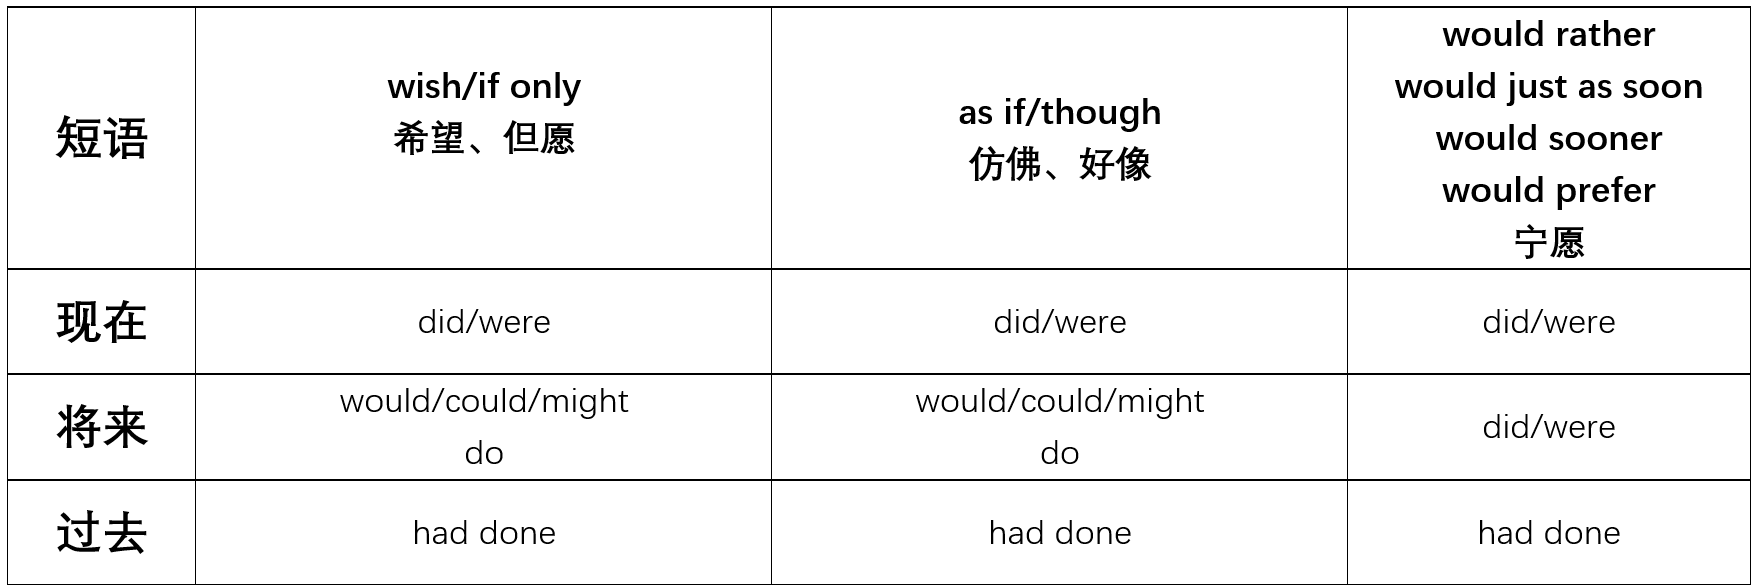 短语
wish/if only
希望、但愿
as if/though
仿佛、好像
would rather
would just as soon
would sooner
would prefer
宁愿
现在
did/were
did/were
did/were
将来
would/could/might
do
would/could/might
do
did/were
过去
had done
had done
had done